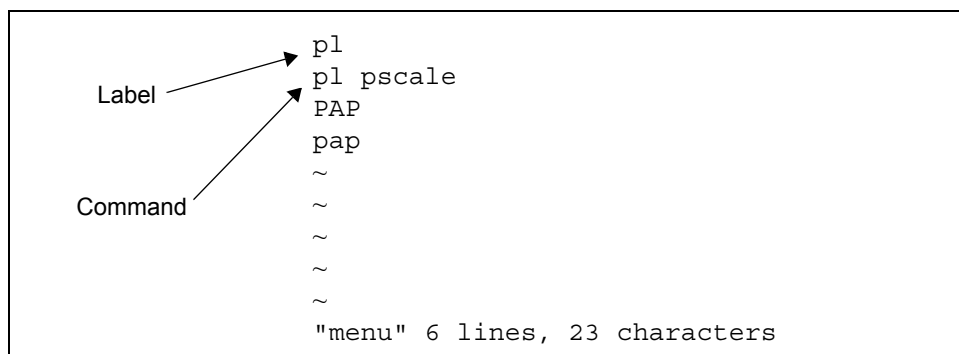 pl
Label
pl pscale
PAP
pap
~
Command
~
~
~
~
"menu" 6 lines, 23 characters